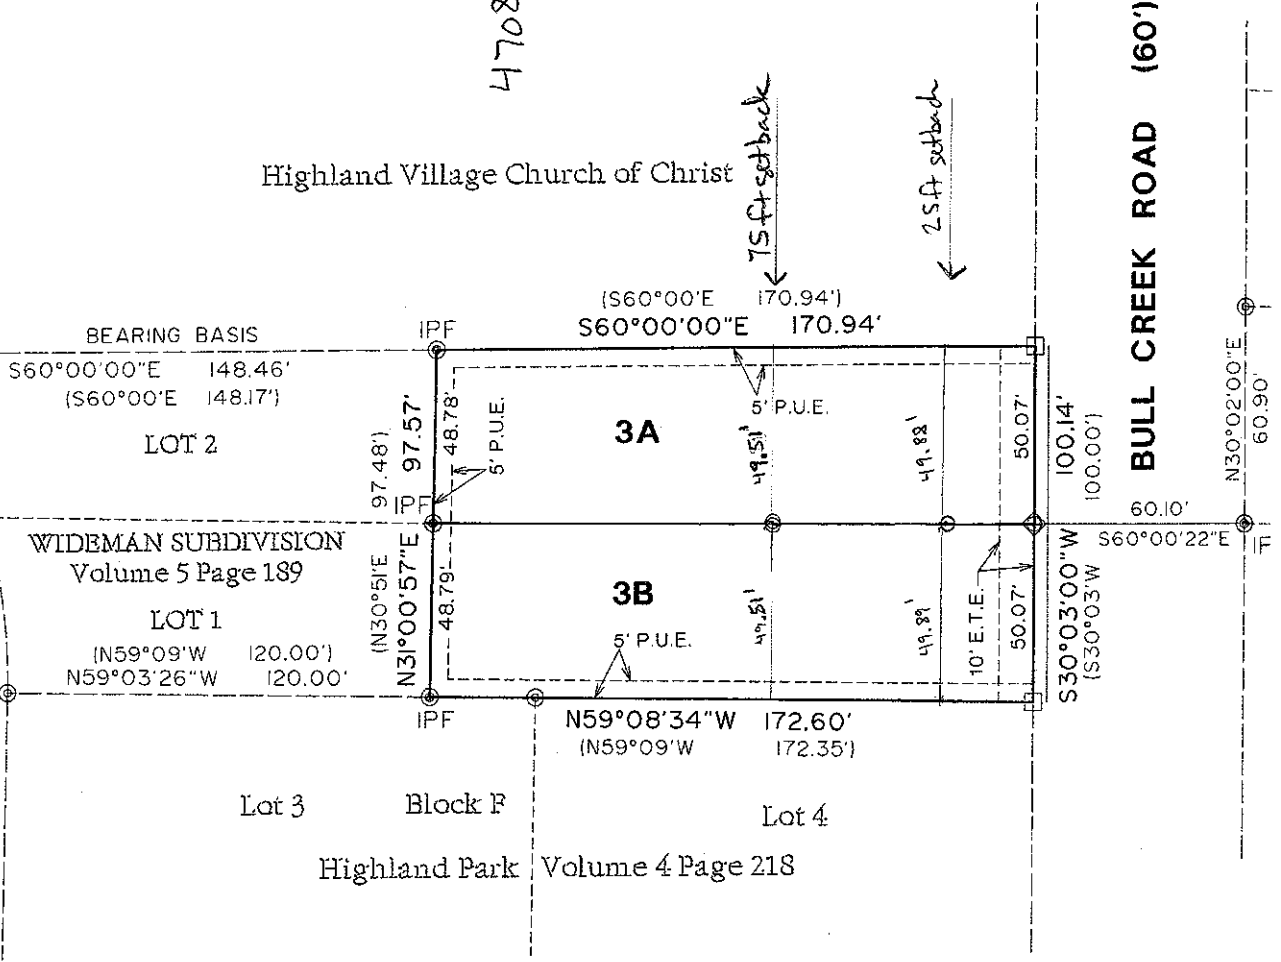 4708
75ft setback
25ft setback
BULL CREEK ROAD (60')
Highland Village Church of Christ
(S60°00'E 170.94')
S60°00'00"E 170.94'
BEARING BASIS
S60°00'00"E 148.46'
(S60°00'E 148.17')
LOT 2
IPF
97.48')
97.57'
48.78'
5' P.U.E.
5' P.U.E.
3A
49.51'
49.88'
50.07'
100.14'
100.00')
N30°02'00"E
60.90'
IPF
60.10'
S60°00'22"E
IF
WIDEMAN SUBDIVISION
Volume 5 Page 189
LOT 1
(N59°09'W 120.00')
N59°03'26"W 120.00'
(N30°51'E
N31°00'57"E
48.79'
3B
5' P.U.E.
49.51'
49.89'
10' E.T.E.
50.07'
S30°03'00"W
(S30°03'W
IPF
N59°08'34"W 172.60'
(N59°09'W 172.35')
Lot 3 Block F
Lot 4
Highland Park Volume 4 Page 218